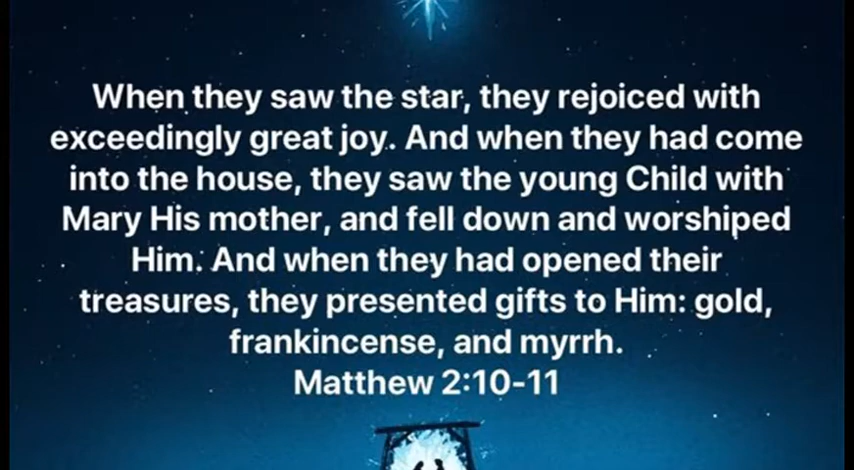 When they saw the star, they rejoiced with
exceedingly great joy. And when they had come
into the house, they saw the young Child with
Mary His mother, and fell down and worshiped
Him. And when they had opened their
treasures, they presented gifts to Him: gold,
frankincense, and myrrh.
Matthew 2:10-11